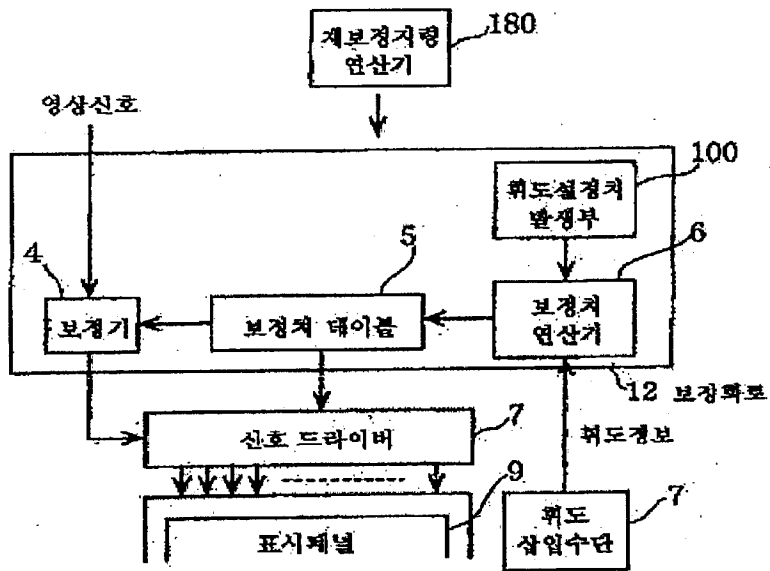 180
재보정지령
연산기
영상신호
100
휘도설정치
발생부
4
5
6
보정기
보정치 테이블
보정치
연산기
12 보정회로
신호 드라이버
7
휘도정보
9
표시패널
휘도
삽입수단
7